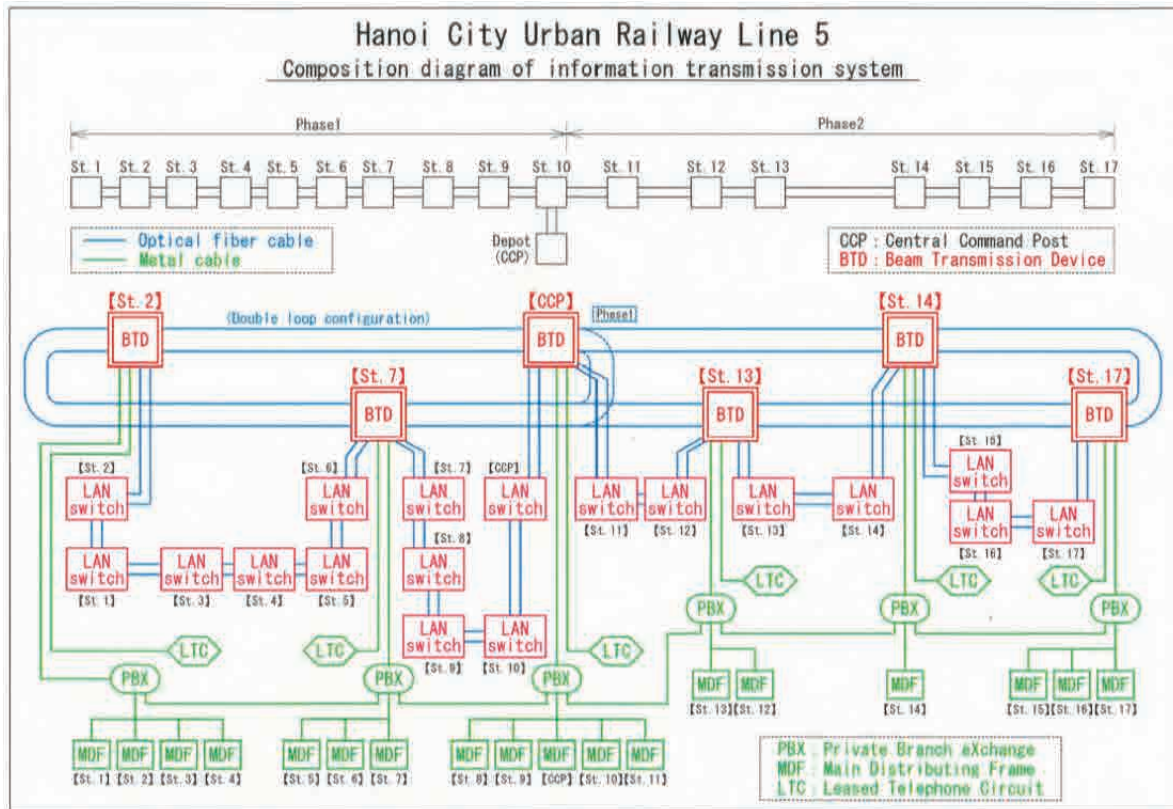 Hanoi City Urban Railway Line 5
Composition diagram of information transmission system
Phase1 Phase2
St. 1 St. 2 St. 3 St. 4 St. 5 St. 6 St. 7 St. 8 St. 9 St. 10 St. 11 St. 12 St. 13 St. 14 St. 15 St. 16 St. 17
Optical fiber cable
Metal cable
Depot
(CCP)
CCP : Central Command Post
BTD : Beam Transmission Device
【St. 2】 【CCP】 【St. 14】
(Double loop configuration) Phase1
BTD BTD BTD
【St. 7】 【St. 13】 【St. 17】
BTD BTD BTD
【St. 2】 【St. 6】 【St. 7】 【CCP】 【St. 15】
LAN switch LAN switch LAN switch LAN switch LAN switch LAN switch LAN switch LAN switch LAN switch
【St. 11】 【St. 12】 【St. 13】 【St. 14】
LAN switch LAN switch
【St. 16】 【St. 17】
【St. 8】
LAN switch LAN switch LAN switch LAN switch LAN switch
【St. 1】 【St. 3】 【St. 4】 【St. 5】
LAN switch LAN switch
【St. 9】 【St. 10】
LTC LTC LTC
PBX PBX PBX
LTC LTC LTC
PBX PBX PBX
MDF MDF MDF MDF MDF MDF
【St. 13】 【St. 12】 【St. 14】 【St. 15】 【St. 16】 【St. 17】
MDF MDF MDF MDF MDF MDF MDF MDF MDF MDF MDF MDF
【St. 1】 【St. 2】 【St. 3】 【St. 4】 【St. 5】 【St. 6】 【St. 7】 【St. 8】 【St. 9】 【CCP】 【St. 10】 【St. 11】
PBX : Private Branch eXchange
MDF : Main Distributing Frame
LTC : Leased Telephone Circuit